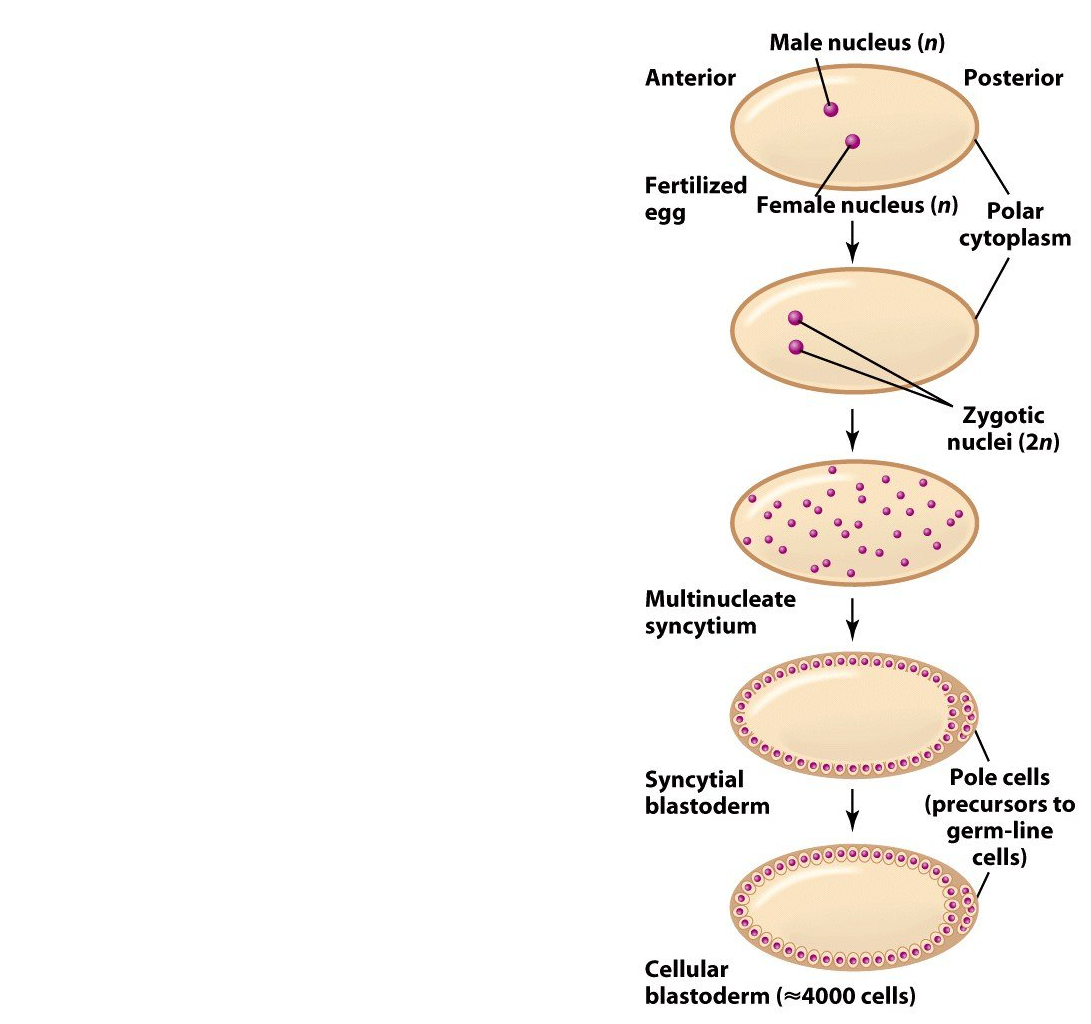 Male nucleus (n)
Anterior
Posterior
Fertilized
egg
Female nucleus (n)
Polar
cytoplasm
Zygotic
nuclei (2n)
Multinucleate
syncytium
Syncytial
blastoderm
Pole cells
(precursors to
germ-line
cells)
Cellular
blastoderm (≈4000 cells)